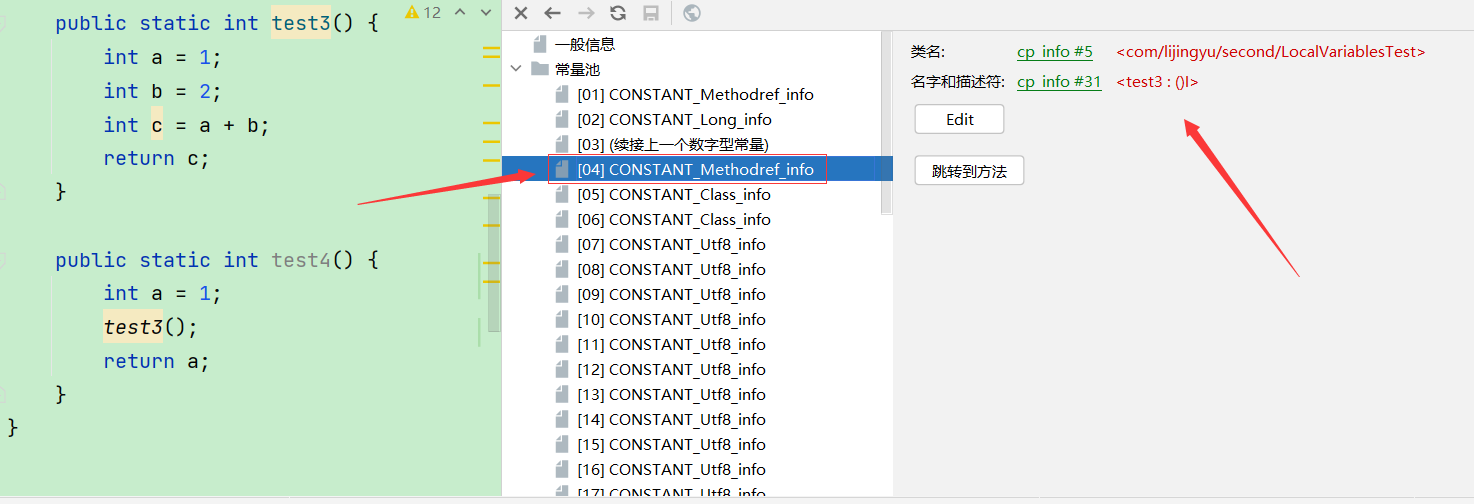 public static int test3() {
int a = 1;
int b = 2;
int c = a + b;
return c;
}
public static int test4() {
int a = 1;
test3();
return a;
}
}
12
一般信息
常量池
[01] CONSTANT_Methodref_info
[02] CONSTANT_Long_info
[03] (续接上一个数字型常量)
[04] CONSTANT_Methodref_info
[05] CONSTANT_Class_info
[06] CONSTANT_Class_info
[07] CONSTANT_Utf8_info
[08] CONSTANT_Utf8_info
[09] CONSTANT_Utf8_info
[10] CONSTANT_Utf8_info
[11] CONSTANT_Utf8_info
[12] CONSTANT_Utf8_info
[13] CONSTANT_Utf8_info
[14] CONSTANT_Utf8_info
[15] CONSTANT_Utf8_info
[16] CONSTANT_Utf8_info
[17] CONSTANT_Utf8_info
类名: cp_info #5 <com/lijingyu/second/LocalVariablesTest>
名字和描述符: cp_info #31 <test3 : ()I>
Edit
跳转到方法